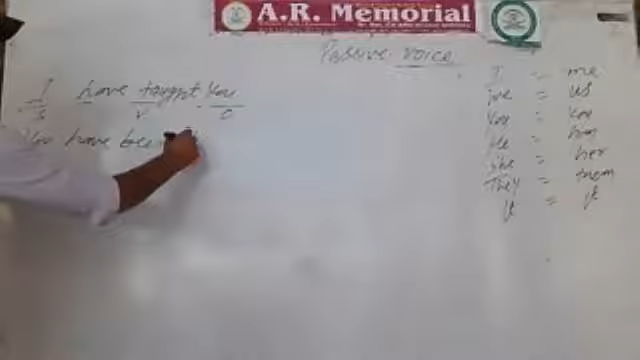 A.R. Memorial
Passive Voice
I have taught you
S V O
You have been
I = me
we = us
You = you
He = him
she = her
They = them
It = it